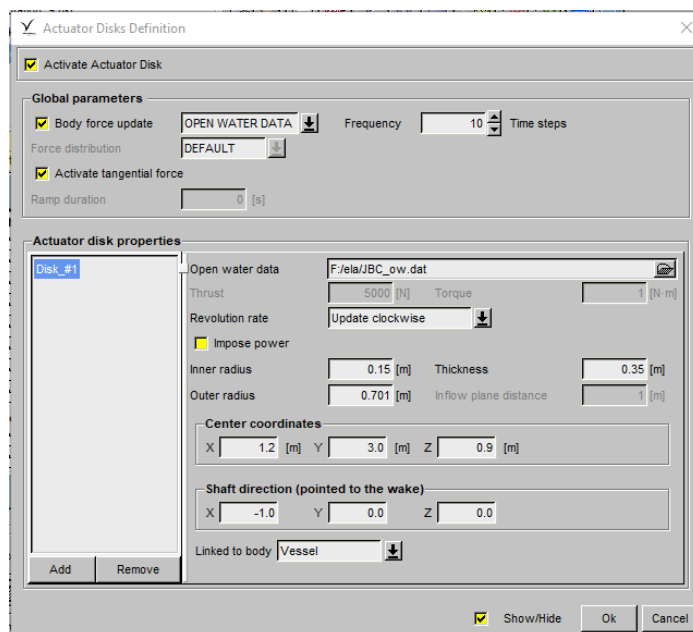 Actuator Disks Definition
Activate Actuator Disk
Global parameters
Body force update OPEN WATER DATA Frequency 10 Time steps
Force distribution DEFAULT
Activate tangential force
Ramp duration 0 [s]
Actuator disk properties
Disk_#1
Open water data F:/ela/JBC_ow.dat
Thrust 5000 [N] Torque 1 [N·m]
Revolution rate Update clockwise
Impose power
Inner radius 0.15 [m] Thickness 0.35 [m]
Outer radius 0.701 [m] Inflow plane distance 1 [m]
Center coordinates
X 1.2 [m] Y 3.0 [m] Z 0.9 [m]
Shaft direction (pointed to the wake)
X -1.0 Y 0.0 Z 0.0
Linked to body Vessel
Add Remove
Show/Hide Ok Cancel